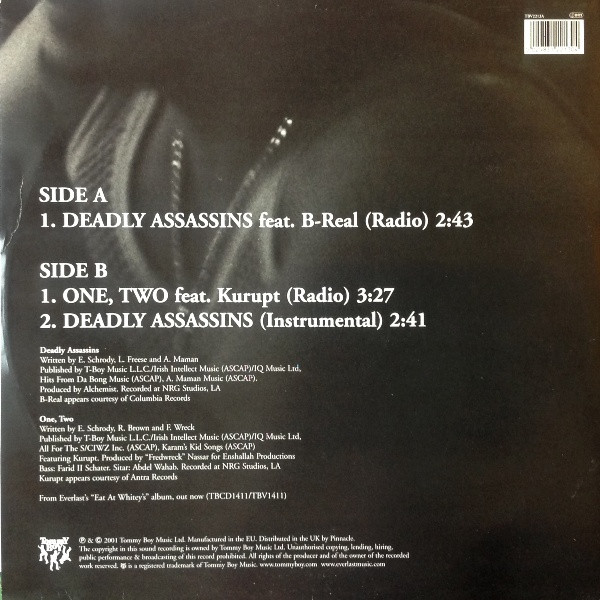 TBV2213A
SIDE A
1. DEADLY ASSASSINS feat. B-Real (Radio) 2:43
SIDE B
1. ONE, TWO feat. Kurupt (Radio) 3:27
2. DEADLY ASSASSINS (Instrumental) 2:41
Deadly Assassins
Written by E. Schrody, L. Freese and A. Maman
Published by T-Boy Music L.L.C./Irish Intellect Music (ASCAP)/IQ Music Ltd,
Hits From Da Bong Music (ASCAP), A. Maman Music (ASCAP).
Produced by Alchemist. Recorded at NRG Studios, LA
B-Real appears courtesy of Columbia Records
One, Two
Written by E. Schrody, R. Brown and F. Wreck
Published by T-Boy Music L.L.C./Irish Intellect Music (ASCAP)/IQ Music Ltd,
All For The S/CIWZ Inc. (ASCAP), Karam's Kid Songs (ASCAP)
Featuring Kurupt. Produced by "Fredwreck" Nassar for Enshallah Productions
Bass: Farid II Schater. Sitar: Abdel Wahab. Recorded at NRG Studios, LA
Kurupt appears courtesy of Antra Records
From Everlast's "Eat At Whitey's" album, out now (TBCD1411/TBV1411)
Tommy Boy
℗ & © 2001 Tommy Boy Music Ltd. Manufactured in the EU. Distributed in the UK by Pinnacle.
The copyright in this sound recording is owned by Tommy Boy Music Ltd. Unauthorised copying, lending, hiring,
public performance & broadcasting of this record prohibited. All rights of the producer and of the owner of the recorded
work reserved. is a registered trademark of Tommy Boy Music. www.tommyboy.com www.everlastmusic.com